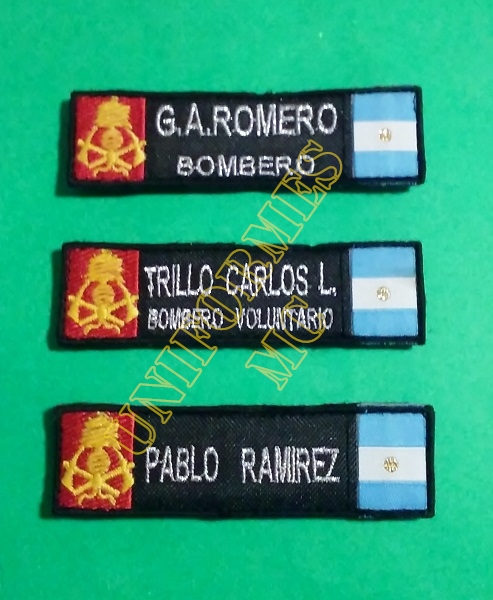 G.A.ROMERO
BOMBERO
TRILLO CARLOS L.
BOMBERO VOLUNTARIO
PABLO RAMIREZ
UNIFORMES
MG